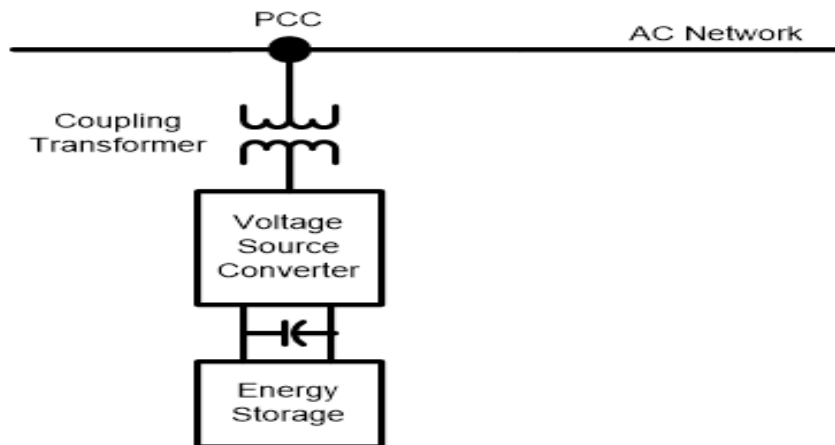 PCC
AC Network
Coupling
Transformer
Voltage
Source
Converter
Energy
Storage